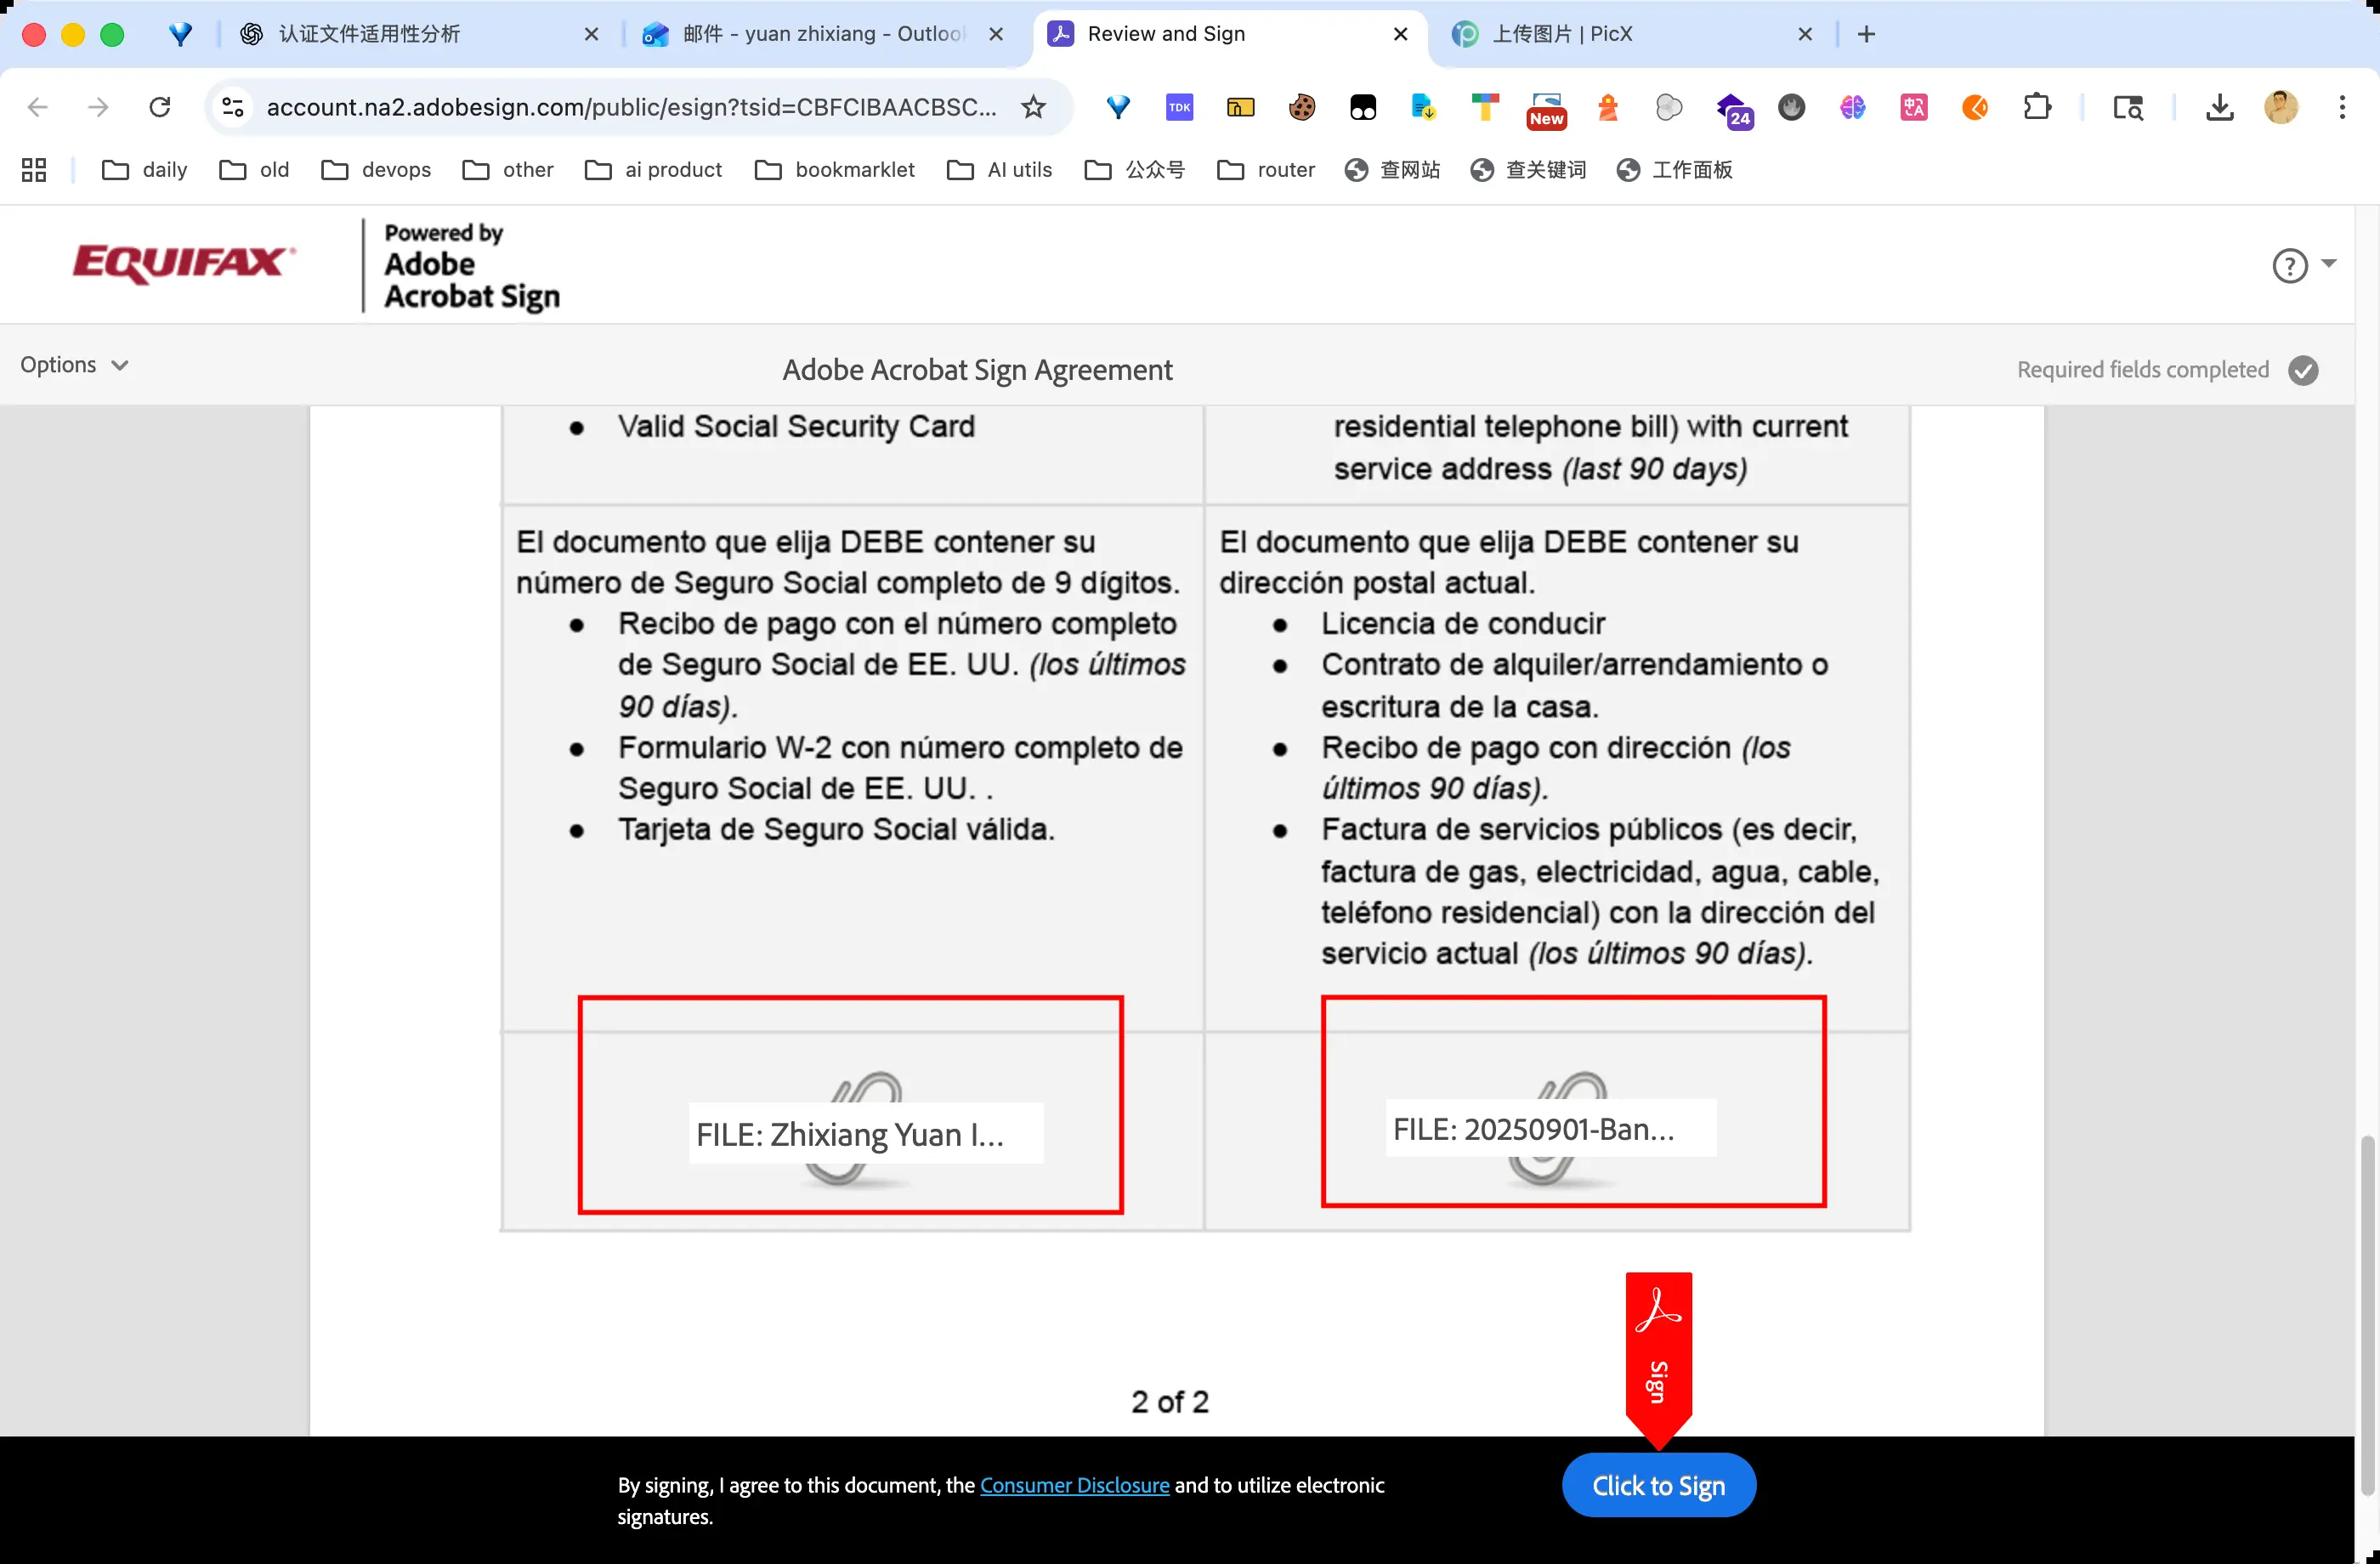 认证文件适用性分析
邮件 - yuan zhixiang - Outloo
Review and Sign
上传图片 | PicX
account.na2.adobesign.com/public/esign?tsid=CBFCIBAACBSC...
TDK
New
24
daily
old
devops
other
ai product
bookmarklet
AI utils
公众号
router
查网站
查关键词
工作面板
EQUIFAX
Powered by
Adobe
Acrobat Sign
Options
Adobe Acrobat Sign Agreement
Required fields completed
● Valid Social Security Card
residential telephone bill) with current
service address (last 90 days)
El documento que elija DEBE contener su
número de Seguro Social completo de 9 dígitos.
● Recibo de pago con el número completo
de Seguro Social de EE. UU. (los últimos
90 días).
● Formulario W-2 con número completo de
Seguro Social de EE. UU. .
● Tarjeta de Seguro Social válida.
El documento que elija DEBE contener su
dirección postal actual.
● Licencia de conducir
● Contrato de alquiler/arrendamiento o
escritura de la casa.
● Recibo de pago con dirección (los
últimos 90 días).
● Factura de servicios públicos (es decir,
factura de gas, electricidad, agua, cable,
teléfono residencial) con la dirección del
servicio actual (los últimos 90 días).
FILE: Zhixiang Yuan I...
FILE: 20250901-Ban...
Sign
2 of 2
By signing, I agree to this document, the Consumer Disclosure and to utilize electronic
signatures.
Click to Sign